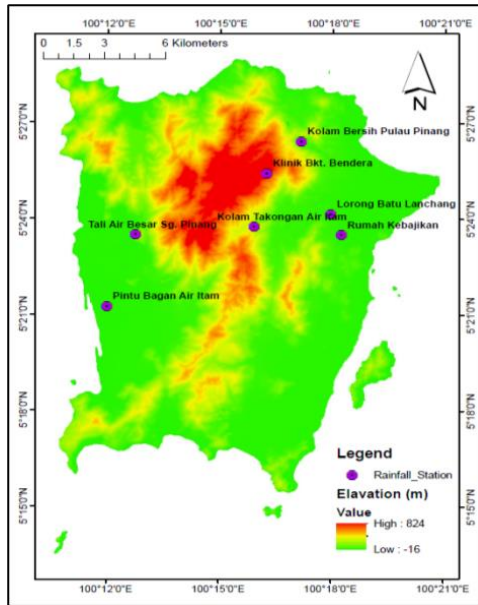 100°12'0"E 100°15'0"E 100°18'0"E 100°21'0"E
0 1.5 3 6 Kilometers
N
5°27'0"N 5°27'0"N
Kolam Bersih Pulau Pinang
Klinik Bkt. Bendera
Lorong Batu Lanchang
5°24'0"N 5°24'0"N
Tali Air Besar Sg. Pinang Kolam Takongan Air Itam Rumah Kebajikan
Pintu Bagan Air Itam
5°21'0"N 5°21'0"N
5°18'0"N 5°18'0"N
Legend
Rainfall_Station
Elavation (m)
Value
5°15'0"N 5°15'0"N
High : 824
Low : -16
100°12'0"E 100°15'0"E 100°18'0"E 100°21'0"E